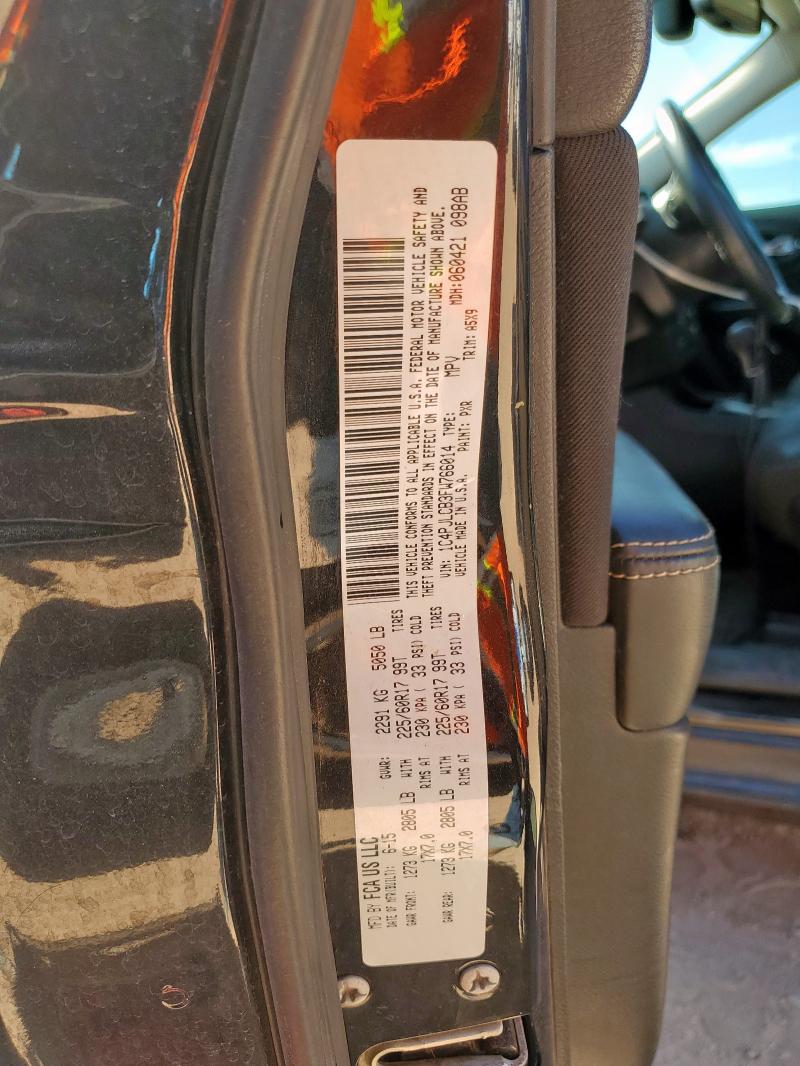 MFD BY FCA US LLC
DATE OF MFR(BUILT): 6-15 GVWR: 2291 KG 5050 LB
GAWR FRONT: 1273 KG 2805 LB WITH 225/60R17 99T TIRES
17X7.0 RIMS AT 230 KPA ( 33 PSI) COLD
GAWR REAR: 1273 KG 2805 LB WITH 225/60R17 99T TIRES
17X7.0 RIMS AT 230 KPA ( 33 PSI) COLD
THIS VEHICLE CONFORMS TO ALL APPLICABLE U.S.A. FEDERAL MOTOR VEHICLE SAFETY AND
THEFT PREVENTION STANDARDS IN EFFECT ON THE DATE OF MANUFACTURE SHOWN ABOVE.
VIN: 1C4PJLCB3FW766014 TYPE: MPV MDH:060421 098AB
VEHICLE MADE IN U.S.A. PAINT: PXR TRIM: A5X9